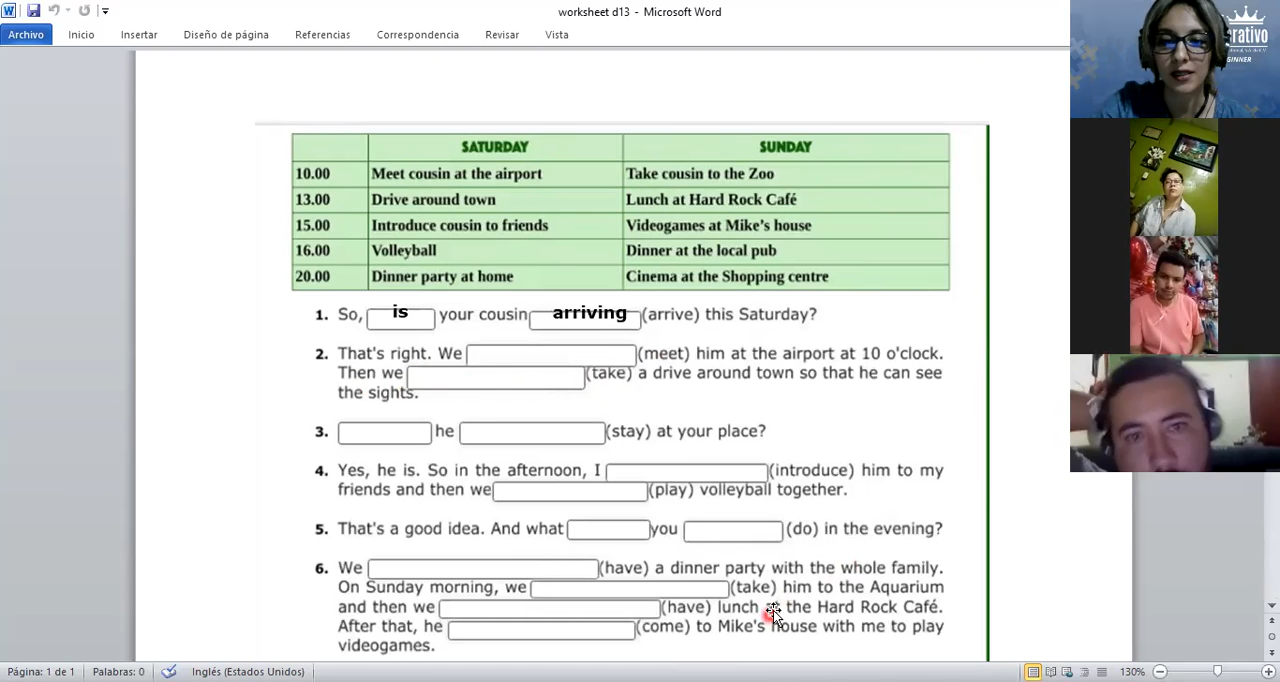 worksheet d13 - Microsoft Word
Archivo Inicio Insertar Diseño de página Referencias Correspondencia Revisar Vista
SATURDAY SUNDAY
10.00 Meet cousin at the airport Take cousin to the Zoo
13.00 Drive around town Lunch at Hard Rock Café
15.00 Introduce cousin to friends Videogames at Mike's house
16.00 Volleyball Dinner at the local pub
20.00 Dinner party at home Cinema at the Shopping centre
1. So, is your cousin arriving (arrive) this Saturday?
2. That's right. We (meet) him at the airport at 10 o'clock.
Then we (take) a drive around town so that he can see
the sights.
3. he (stay) at your place?
4. Yes, he is. So in the afternoon, I (introduce) him to my
friends and then we (play) volleyball together.
5. That's a good idea. And what you (do) in the evening?
6. We (have) a dinner party with the whole family.
On Sunday morning, we (take) him to the Aquarium
and then we (have) lunch at the Hard Rock Café.
After that, he (come) to Mike's house with me to play
videogames.
Página: 1 de 1 Palabras: 0 Inglés (Estados Unidos) 130%